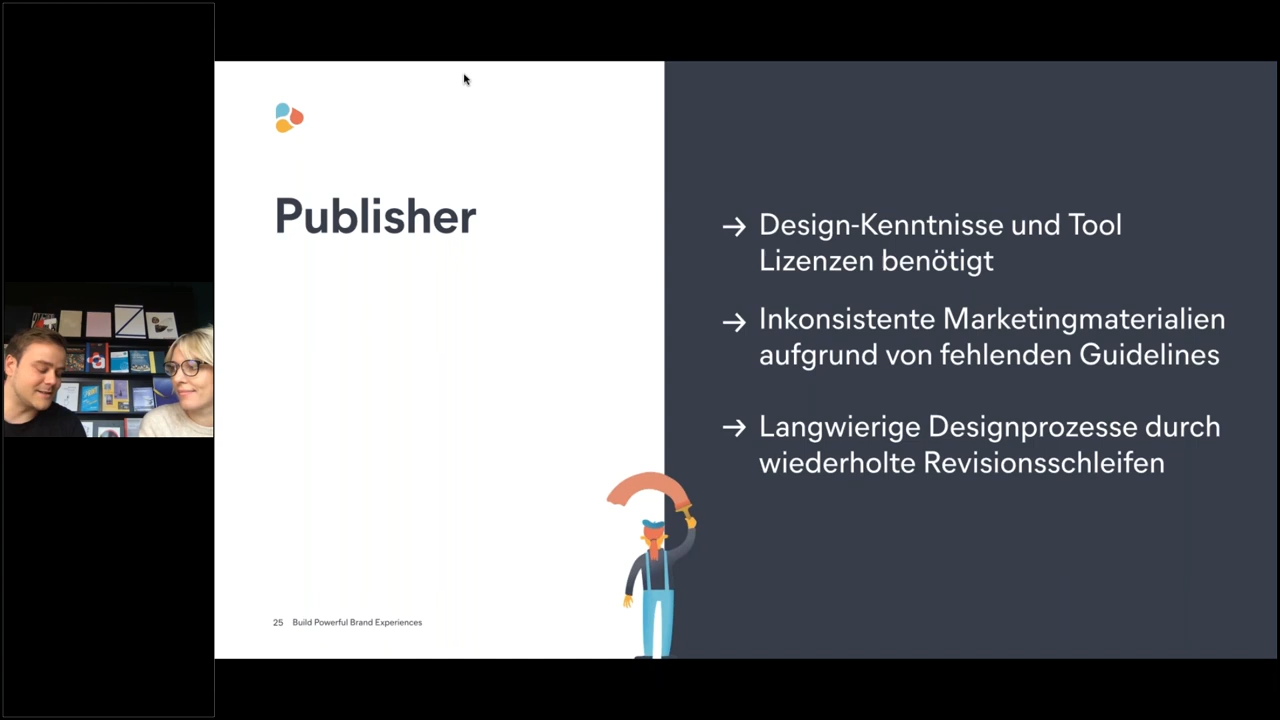 Publisher
→ Design-Kenntnisse und Tool
Lizenzen benötigt
→ Inkonsistente Marketingmaterialien
aufgrund von fehlenden Guidelines
→ Langwierige Designprozesse durch
wiederholte Revisionsschleifen
25 Build Powerful Brand Experiences